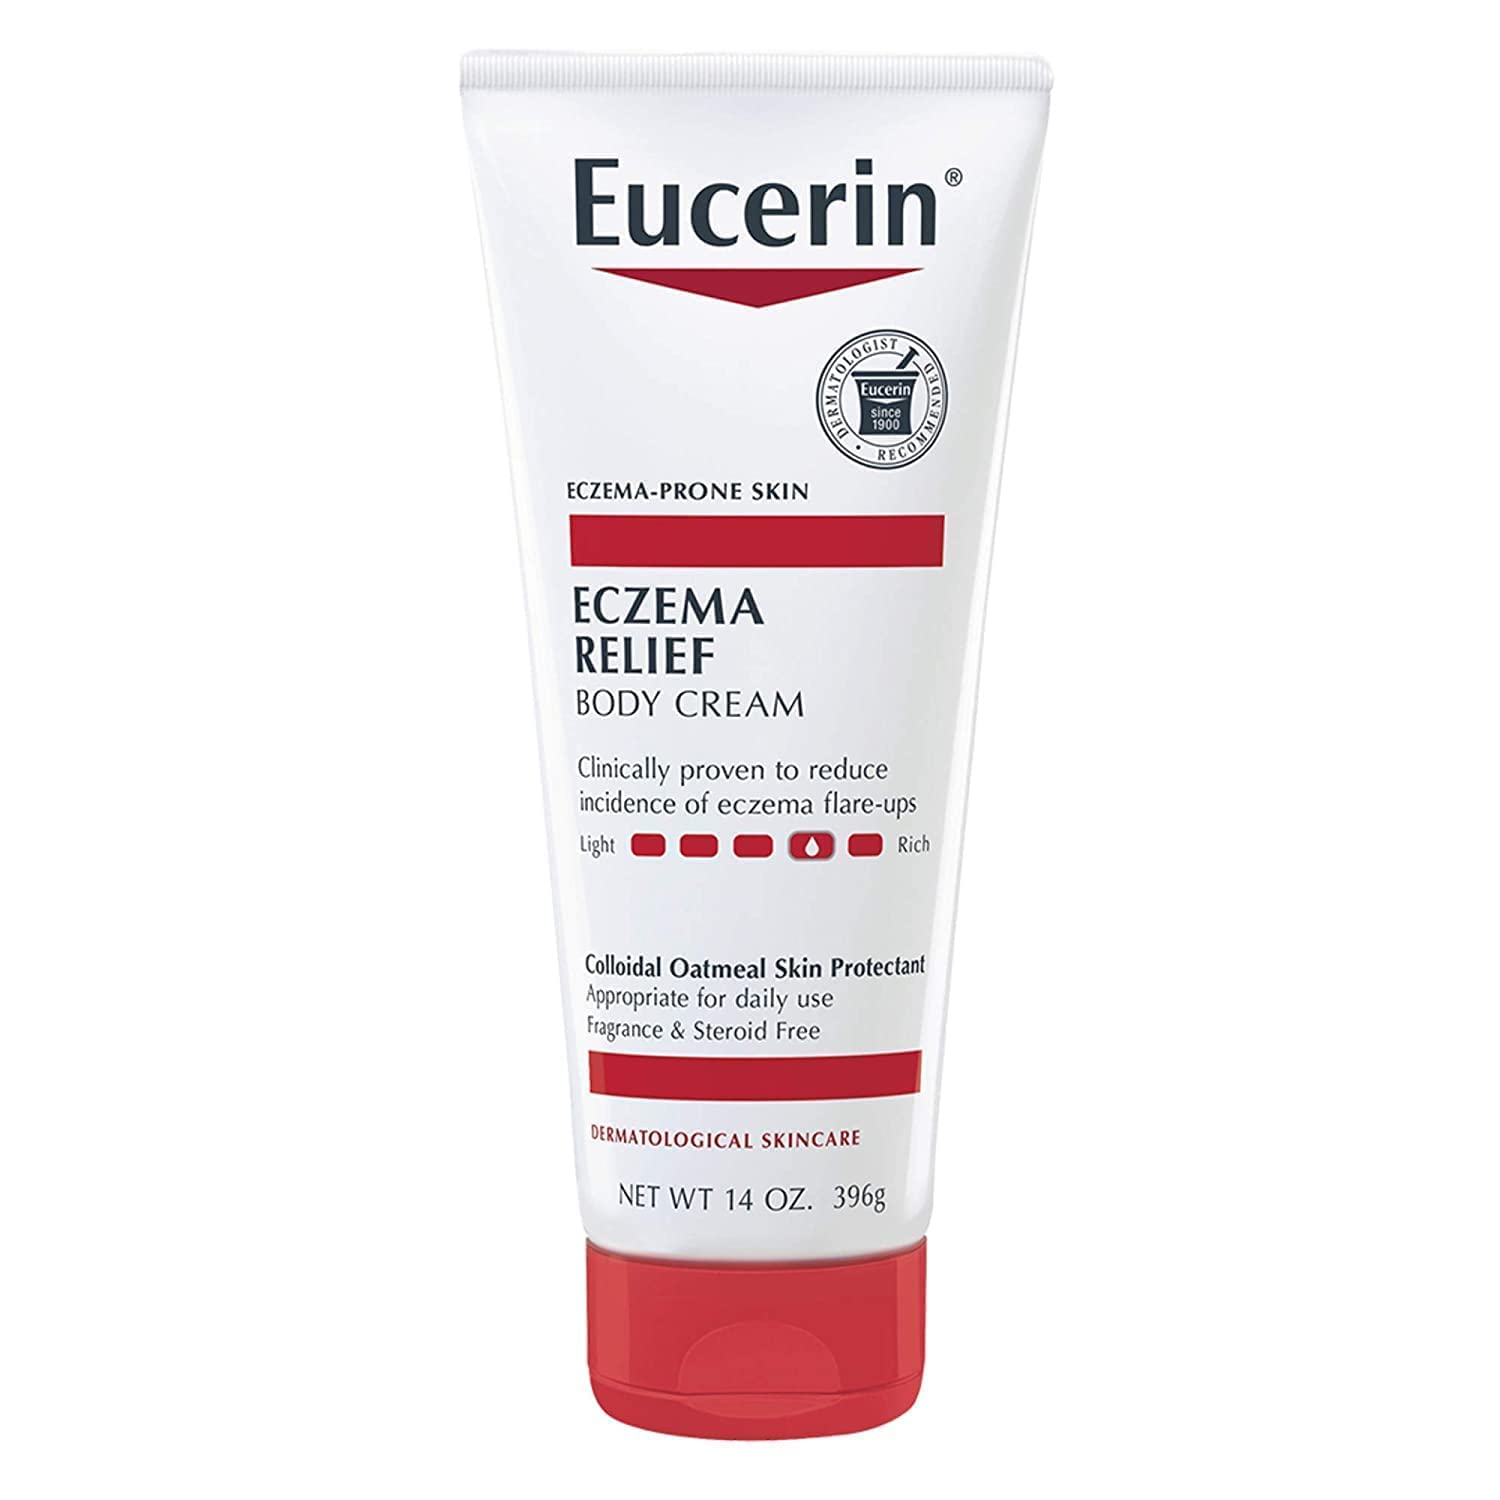 Eucerin®
DERMATOLOGIST RECOMMENDED
Eucerin
since
1900
ECZEMA-PRONE SKIN
ECZEMA
RELIEF
BODY CREAM
Clinically proven to reduce
incidence of eczema flare-ups
Light Rich
Colloidal Oatmeal Skin Protectant
Appropriate for daily use
Fragrance & Steroid Free
DERMATOLOGICAL SKINCARE
NET WT 14 OZ. 396g